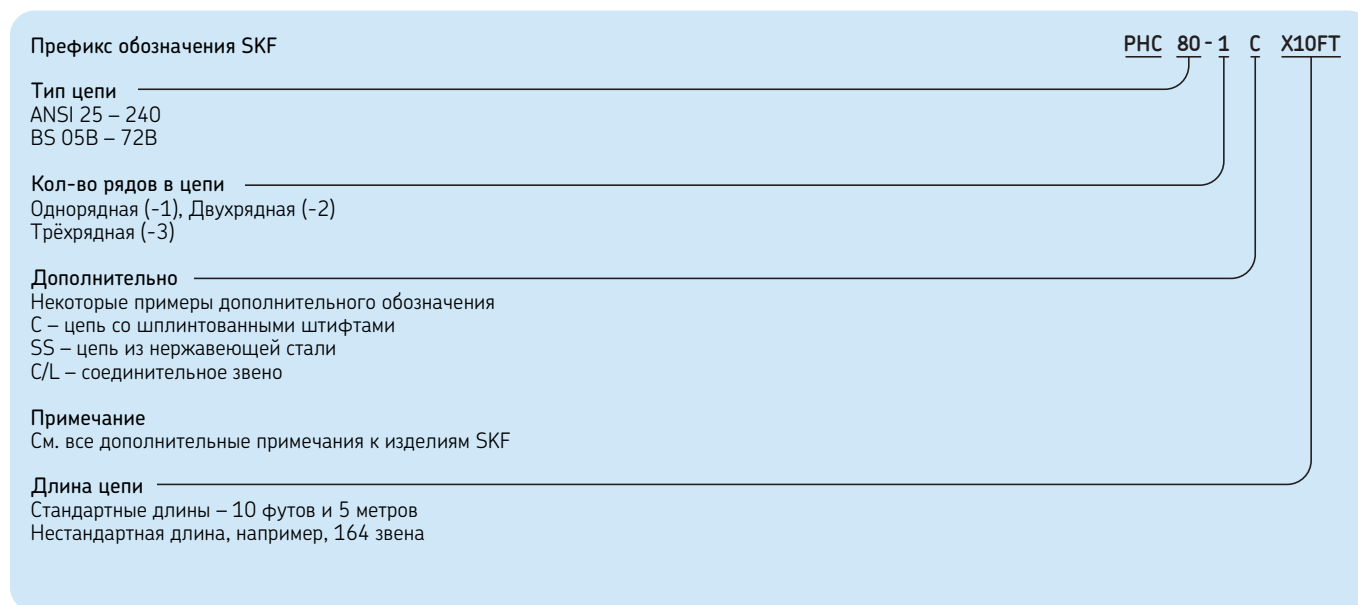 Префикс обозначения SKF PHC 80-1 C X10FT
Тип цепи
ANSI 25 – 240
BS 05B – 72B
Кол-во рядов в цепи
Однорядная (-1), Двухрядная (-2)
Трёхрядная (-3)
Дополнительно
Некоторые примеры дополнительного обозначения
C – цепь со шплинтованными штифтами
SS – цепь из нержавеющей стали
C/L – соединительное звено
Примечание
См. все дополнительные примечания к изделиям SKF
Длина цепи
Стандартные длины – 10 футов и 5 метров
Нестандартная длина, например, 164 звена